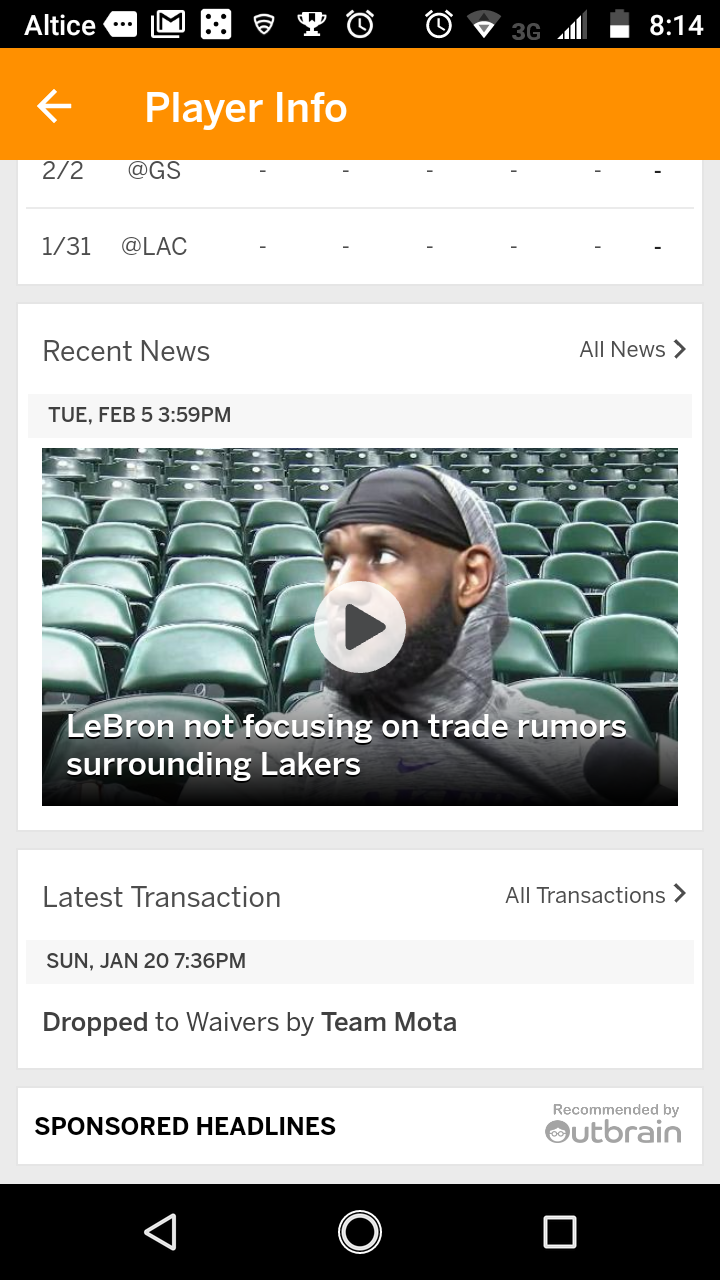 Altice 3G 8:14
Player Info
2/2 @GS - - - - - -
1/31 @LAC - - - - - -
Recent News All News
TUE, FEB 5 3:59PM
LeBron not focusing on trade rumors
surrounding Lakers
Latest Transaction All Transactions
SUN, JAN 20 7:36PM
Dropped to Waivers by Team Mota
SPONSORED HEADLINES Recommended by
Outbrain